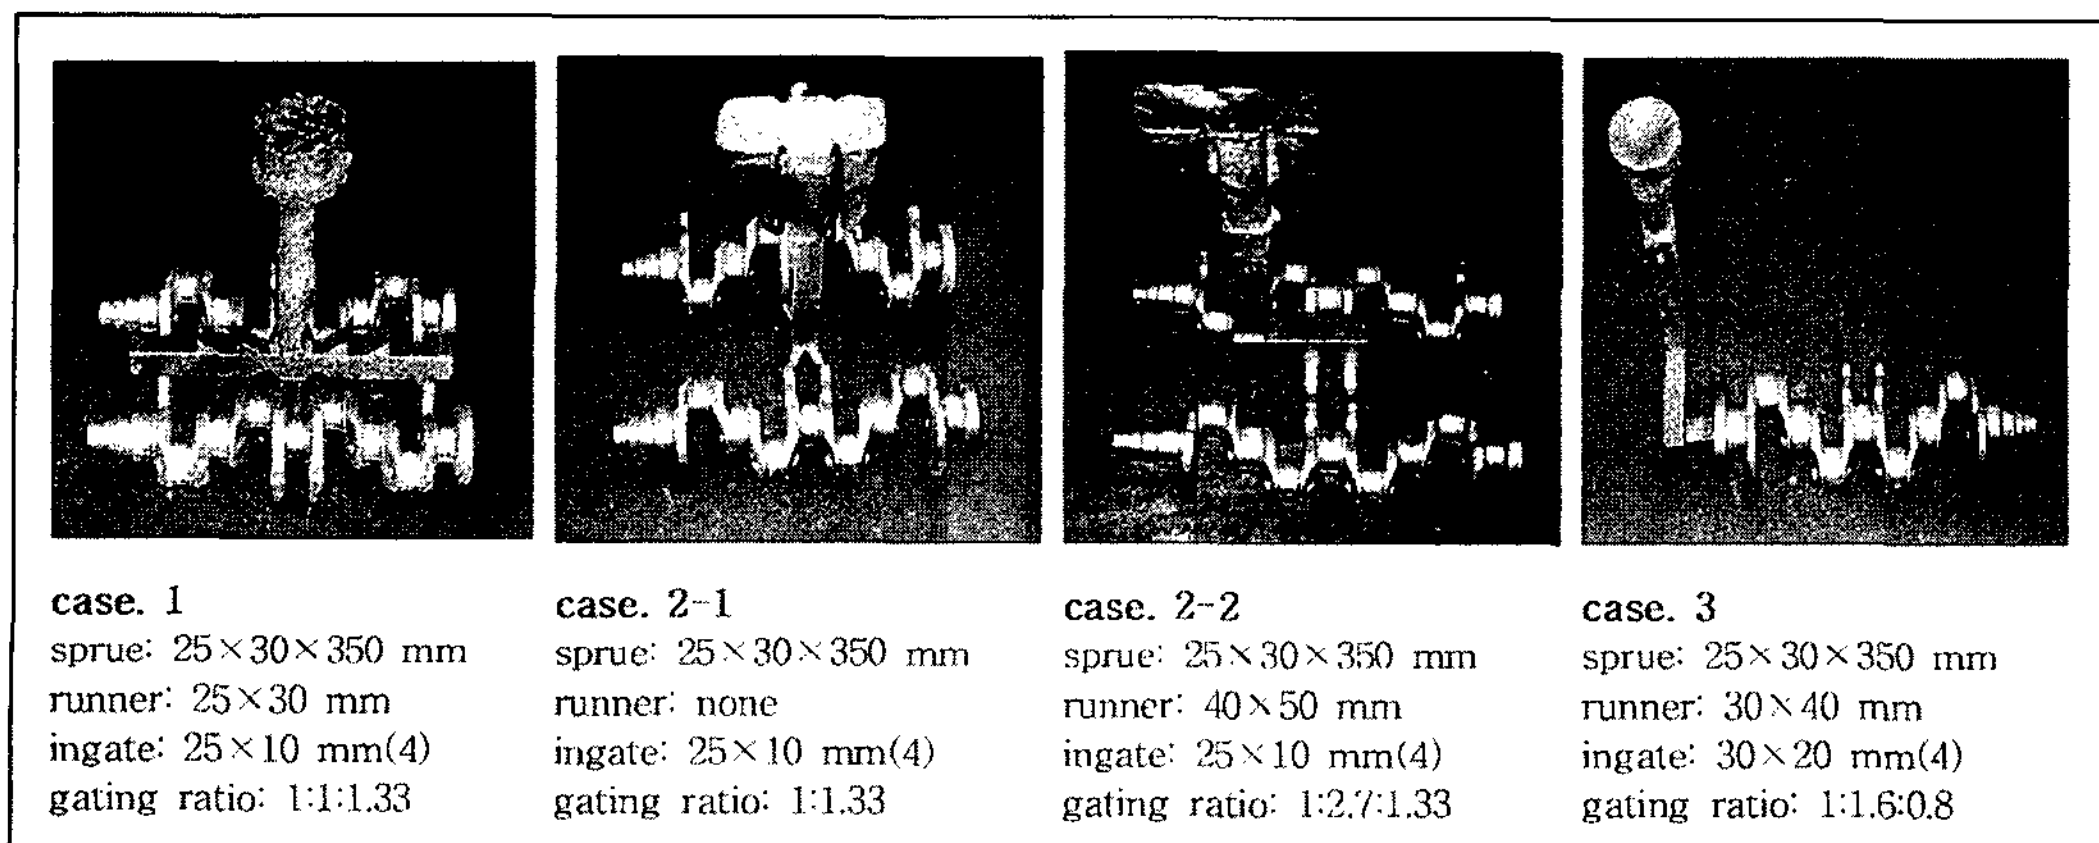 case. 1
sprue: 25×30×350 mm
runner: 25×30 mm
ingate: 25×10 mm(4)
gating ratio: 1:1:1.33
case. 2-1
sprue: 25×30×350 mm
runner: none
ingate: 25×10 mm(4)
gating ratio: 1:1.33
case. 2-2
sprue: 25×30×350 mm
runner: 40×50 mm
ingate: 25×10 mm(4)
gating ratio: 1:2.7:1.33
case. 3
sprue: 25×30×350 mm
runner: 30×40 mm
ingate: 30×20 mm(4)
gating ratio: 1:1.6:0.8